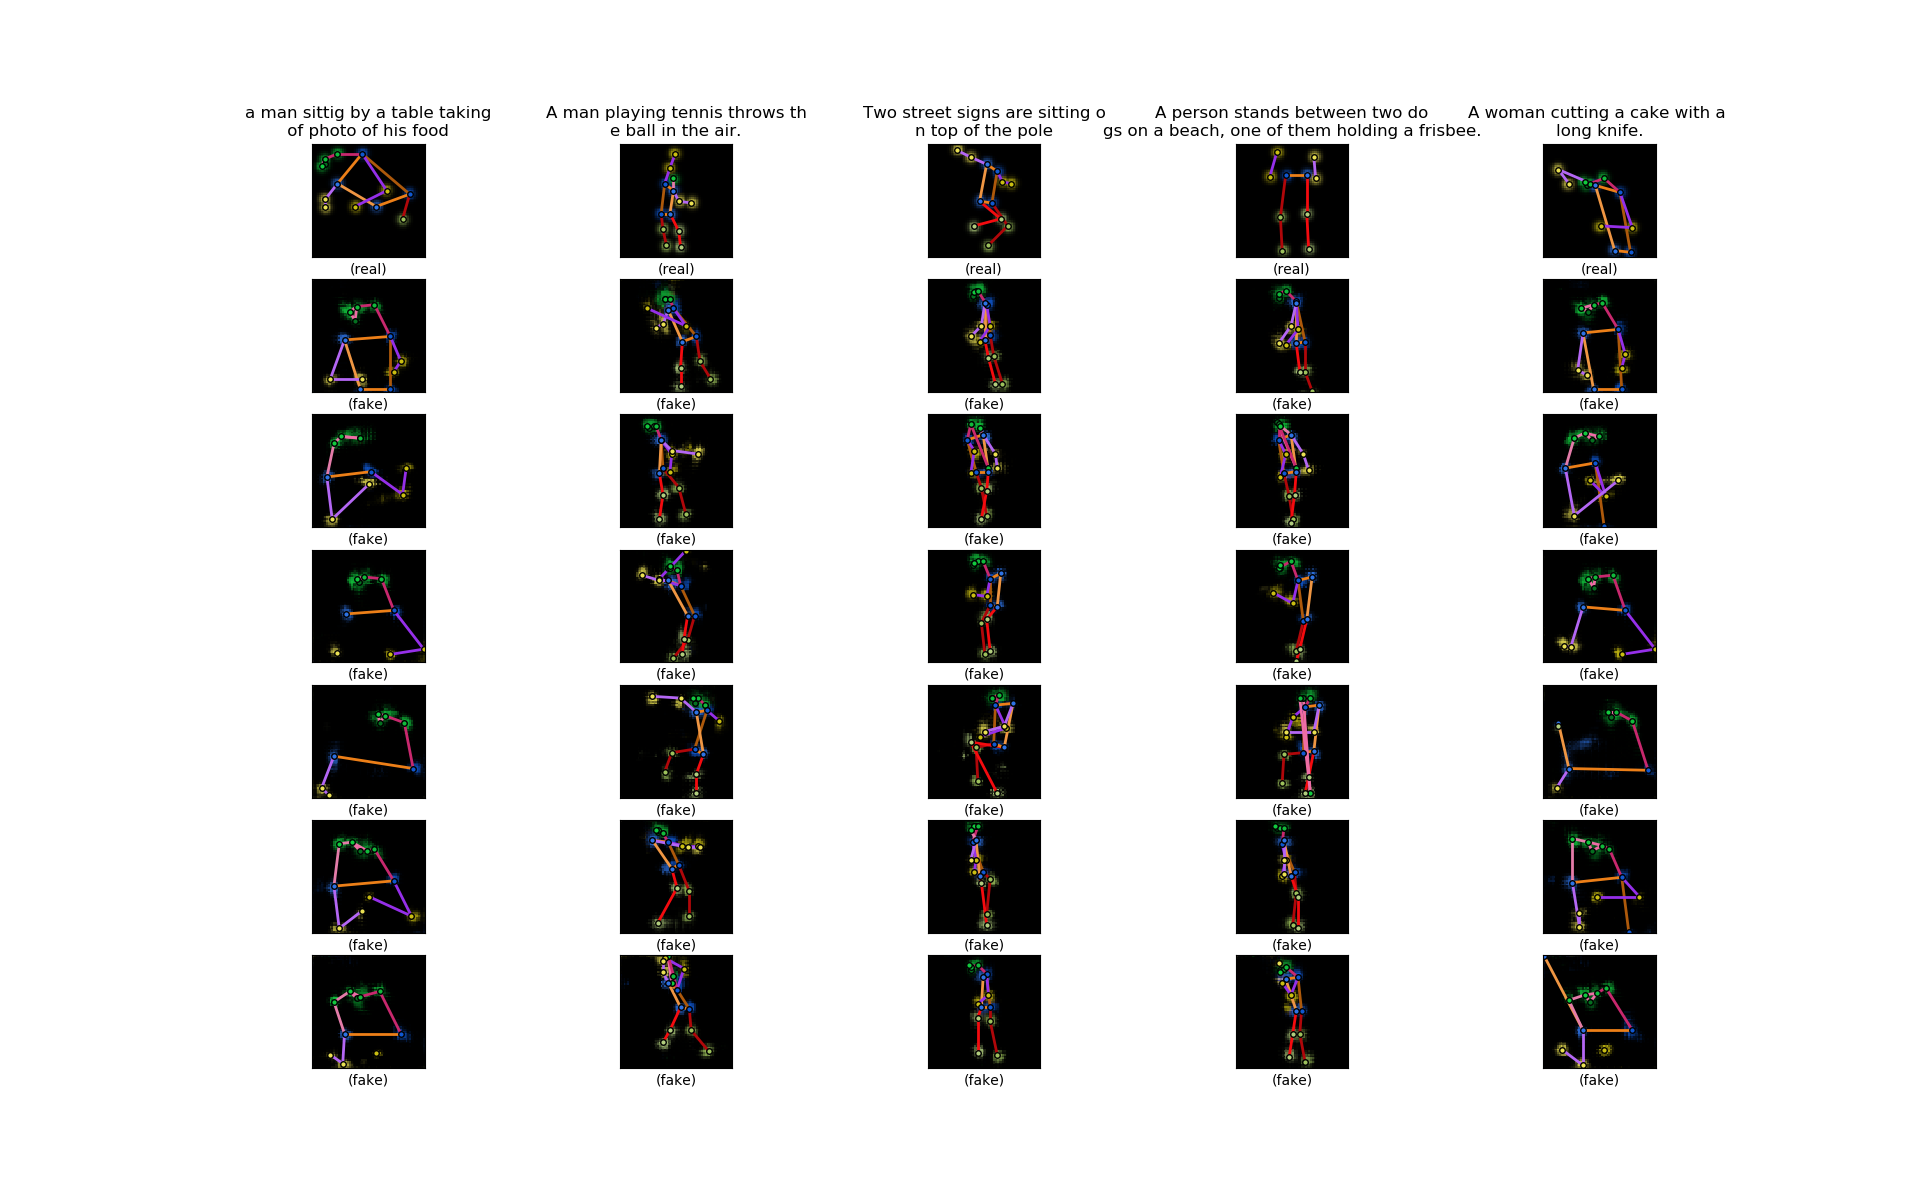 a man sittig by a table taking
of photo of his food
A man playing tennis throws th
e ball in the air.
Two street signs are sitting o
n top of the pole
A person stands between two do
gs on a beach, one of them holding a frisbee.
A woman cutting a cake with a
long knife.
(real) (real) (real) (real) (real)
(fake) (fake) (fake) (fake) (fake)
(fake) (fake) (fake) (fake) (fake)
(fake) (fake) (fake) (fake) (fake)
(fake) (fake) (fake) (fake) (fake)
(fake) (fake) (fake) (fake) (fake)
(fake) (fake) (fake) (fake) (fake)